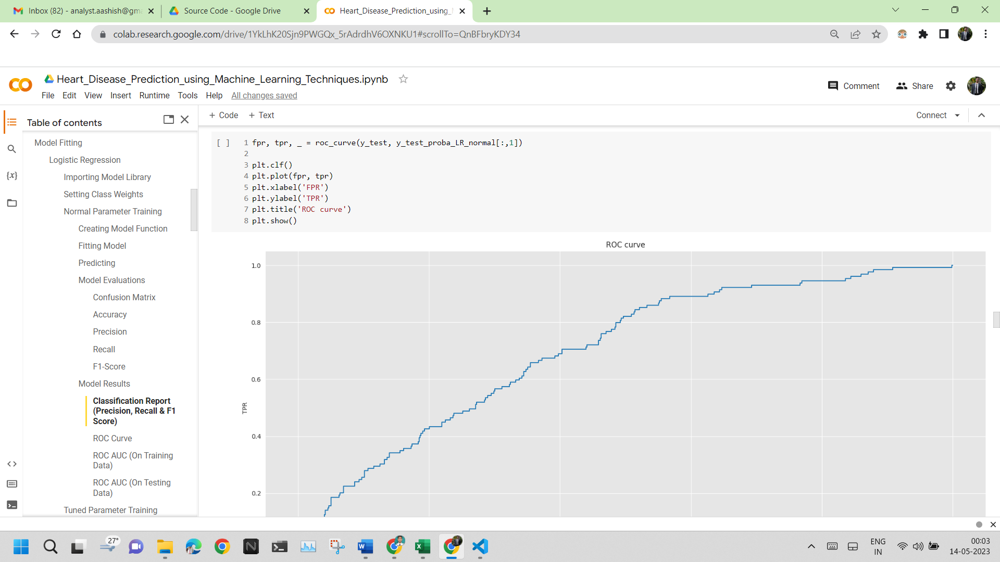 Inbox (82) - analyst.aashish@gma
Source Code - Google Drive
Heart_Disease_Prediction_using_M
colab.research.google.com/drive/1YkLhK20Sjn9PWGQx_5rAdrdhV6OXNKU1#scrollTo=QnBFbryKDY34
Heart_Disease_Prediction_using_Machine_Learning_Techniques.ipynb
Comment
Share
File Edit View Insert Runtime Tools Help All changes saved
Table of contents
+ Code + Text
Connect
Model Fitting
Logistic Regression
Importing Model Library
Setting Class Weights
Normal Parameter Training
Creating Model Function
Fitting Model
Predicting
Model Evaluations
Confusion Matrix
Accuracy
Precision
Recall
F1-Score
Model Results
Classification Report
(Precision, Recall & F1
Score)
ROC Curve
ROC AUC (On Training
Data)
ROC AUC (On Testing
Data)
Tuned Parameter Training
{x}
[ ]
1 fpr, tpr, _ = roc_curve(y_test, y_test_proba_LR_normal[:,1])
2
3 plt.clf()
4 plt.plot(fpr, tpr)
5 plt.xlabel('FPR')
6 plt.ylabel('TPR')
7 plt.title('ROC curve')
8 plt.show()
ROC curve
1.0
0.8
0.6
TPR
0.4
0.2
27°
ENG
IN
00:03
14-05-2023